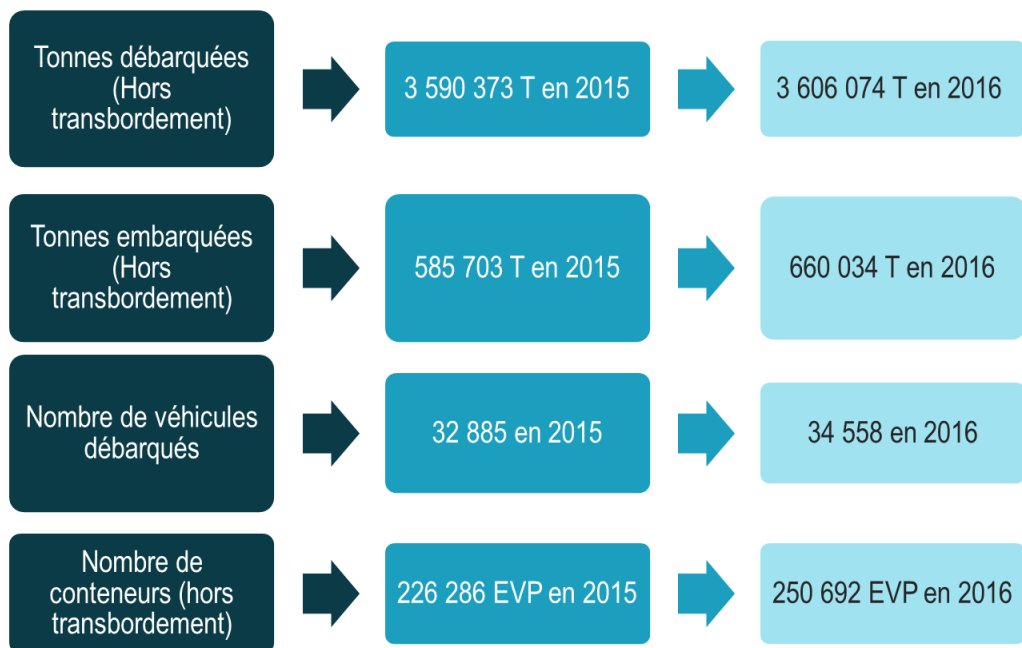 Tonnes débarquées
(Hors
transbordement)
3 590 373 T en 2015
3 606 074 T en 2016
Tonnes embarquées
(Hors
transbordement)
585 703 T en 2015
660 034 T en 2016
Nombre de véhicules
débarqués
32 885 en 2015
34 558 en 2016
Nombre de
conteneurs (hors
transbordement)
226 286 EVP en 2015
250 692 EVP en 2016